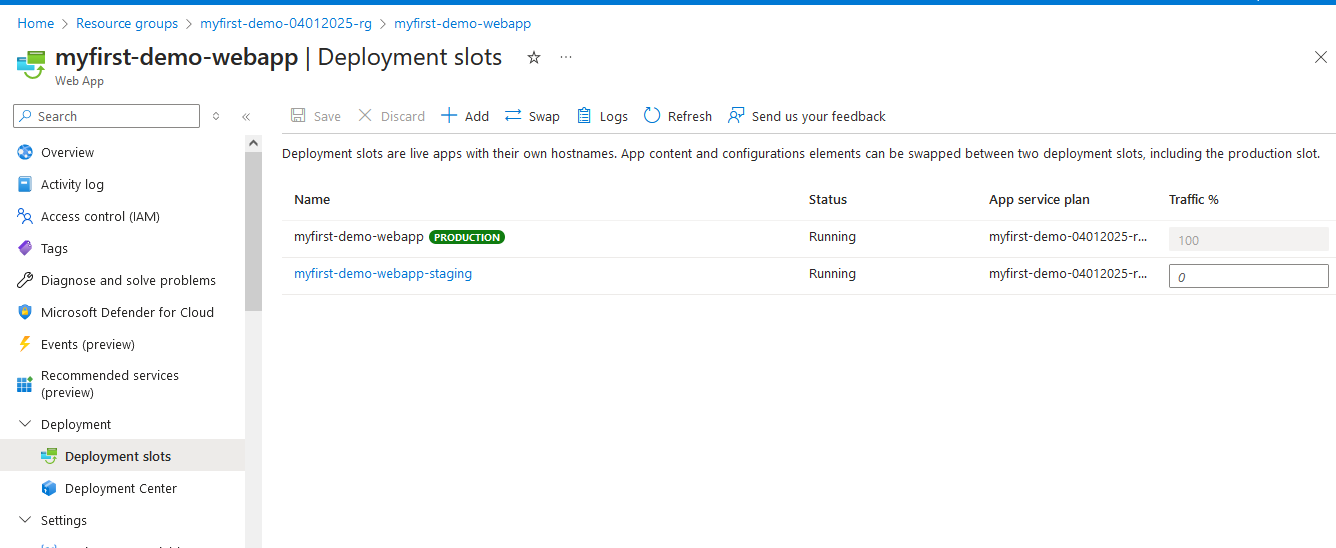 Home > Resource groups > myfirst-demo-04012025-rg > myfirst-demo-webapp
myfirst-demo-webapp | Deployment slots
Web App
Search
Save Discard Add Swap Logs Refresh Send us your feedback
Deployment slots are live apps with their own hostnames. App content and configurations elements can be swapped between two deployment slots, including the production slot.
Name Status App service plan Traffic %
myfirst-demo-webapp PRODUCTION Running myfirst-demo-04012025-r... 100
myfirst-demo-webapp-staging Running myfirst-demo-04012025-r... 0
Overview
Activity log
Access control (IAM)
Tags
Diagnose and solve problems
Microsoft Defender for Cloud
Events (preview)
Recommended services
(preview)
Deployment
Deployment slots
Deployment Center
Settings